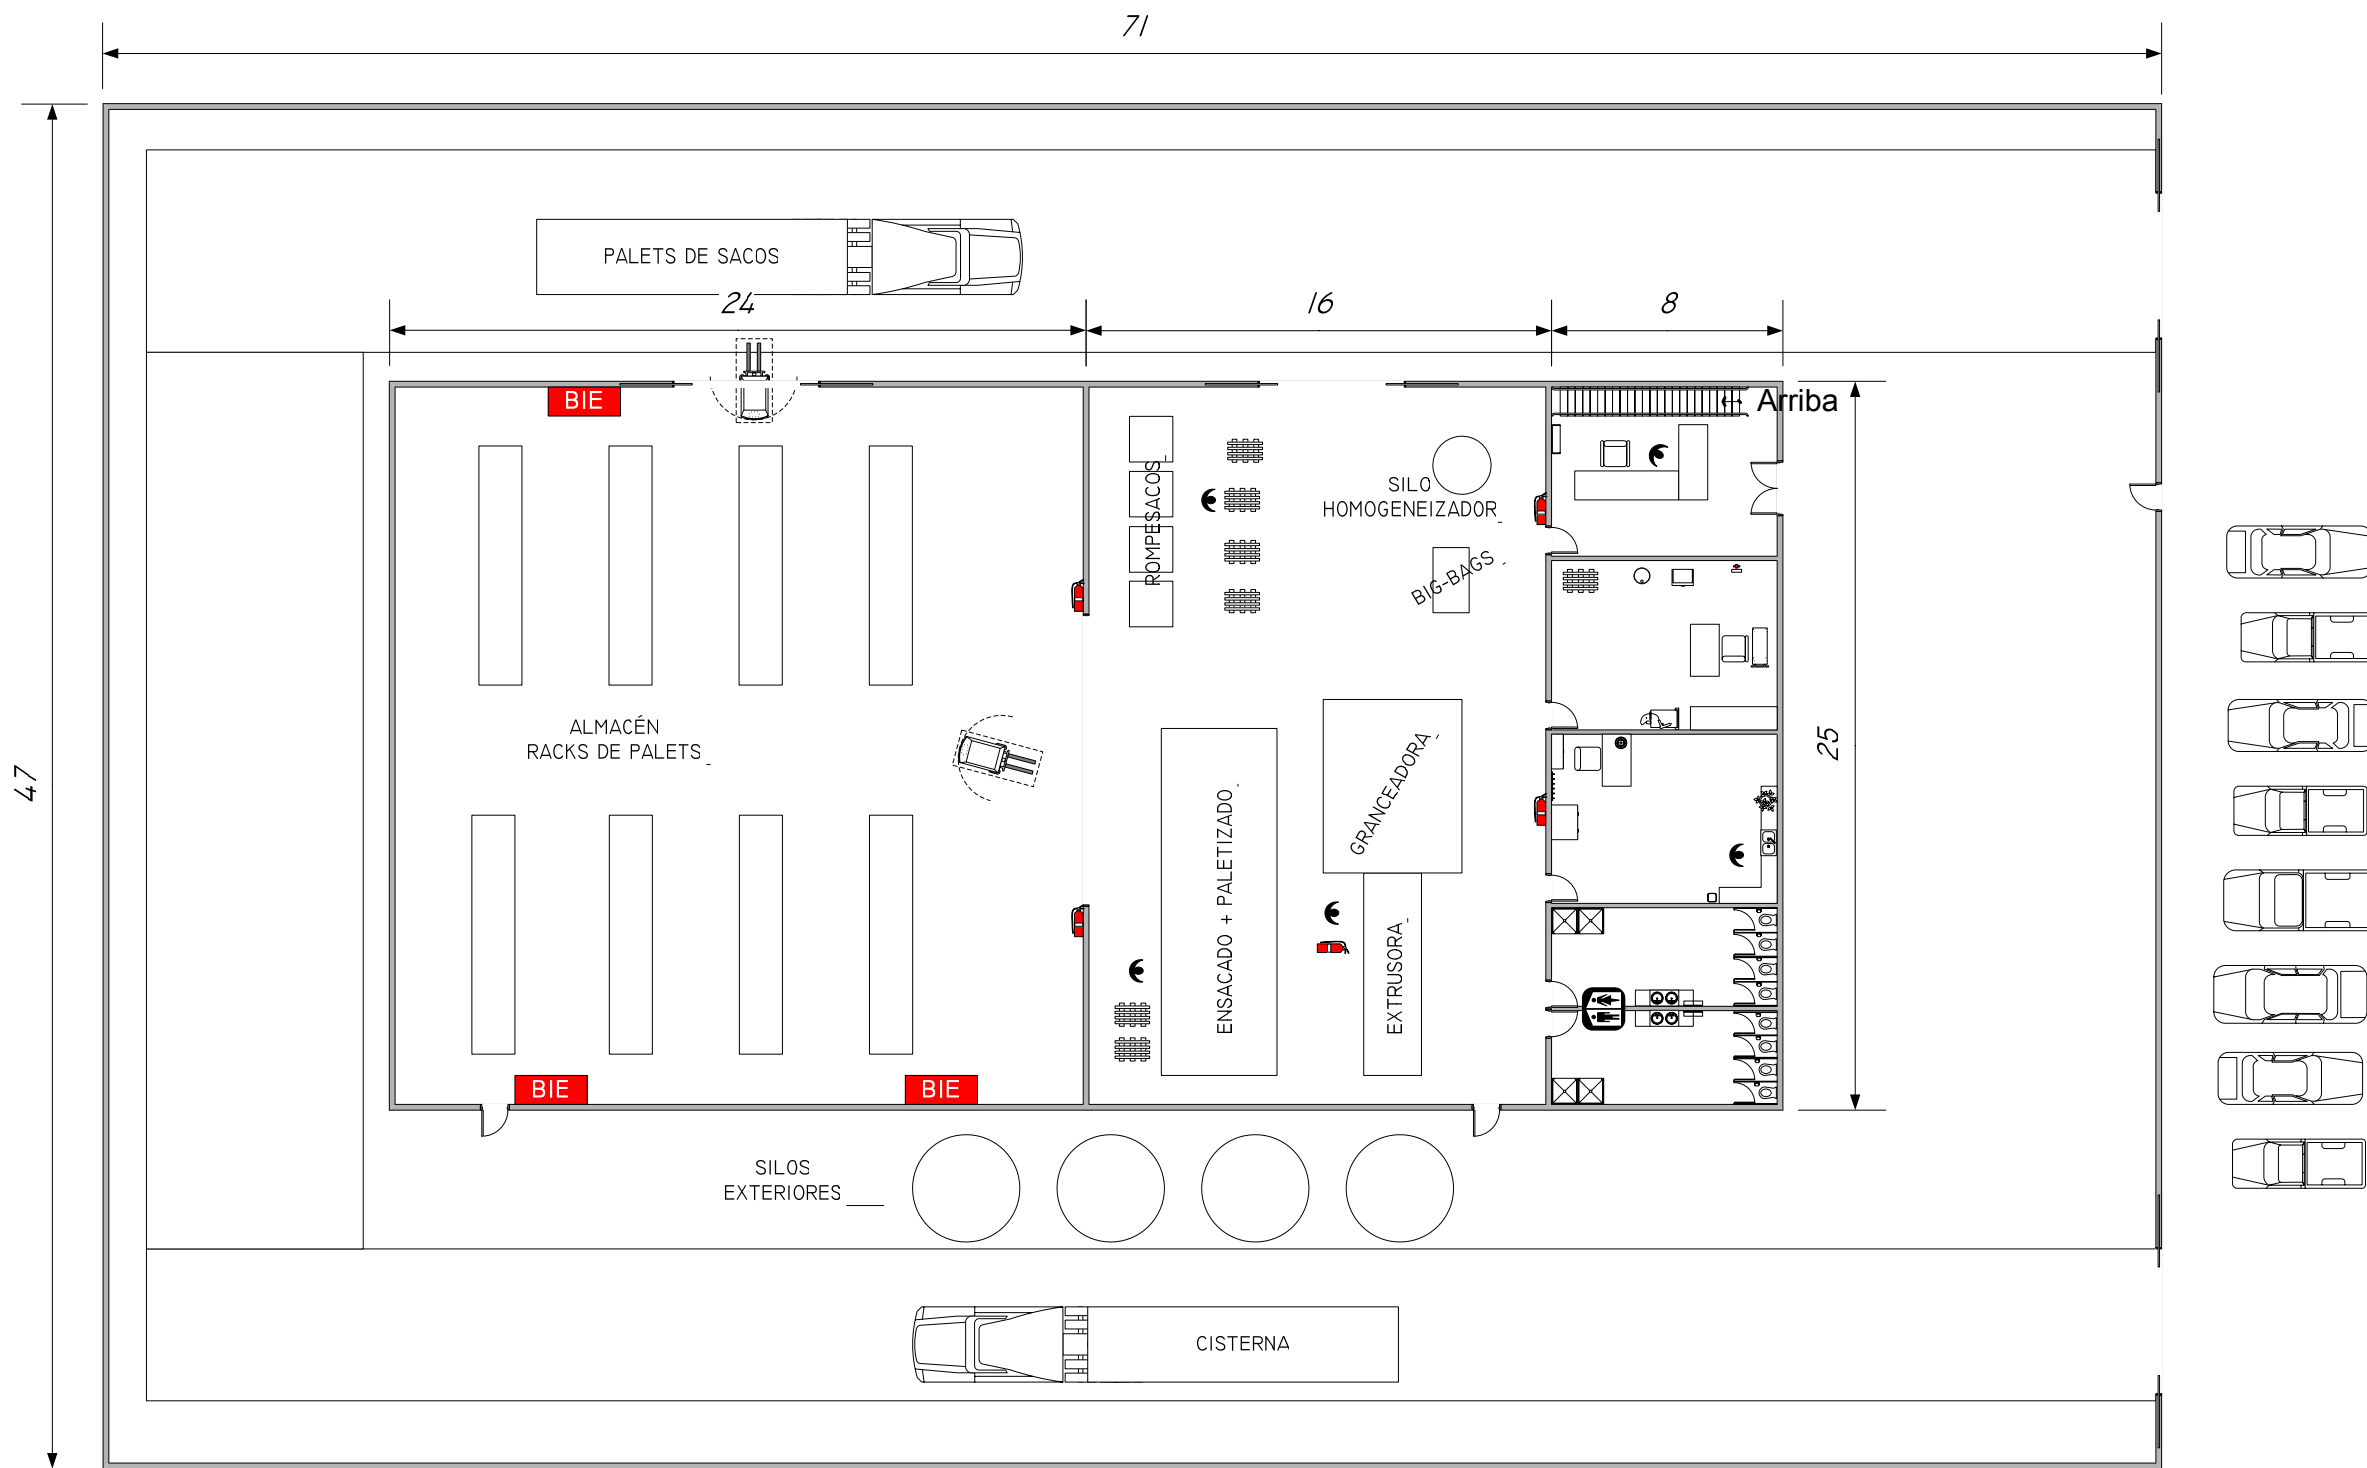 71
PALETS DE SACOS
24
16
8
BIE
Arriba
ROMPESACOS
SILO
HOMOGENEIZADOR
BIG-BAGS
ALMACÉN
RACKS DE PALETS
47
25
GRANCEADORA
ENSACADO + PALETIZADO
EXTRUSORA
BIE
BIE
SILOS
EXTERIORES
CISTERNA